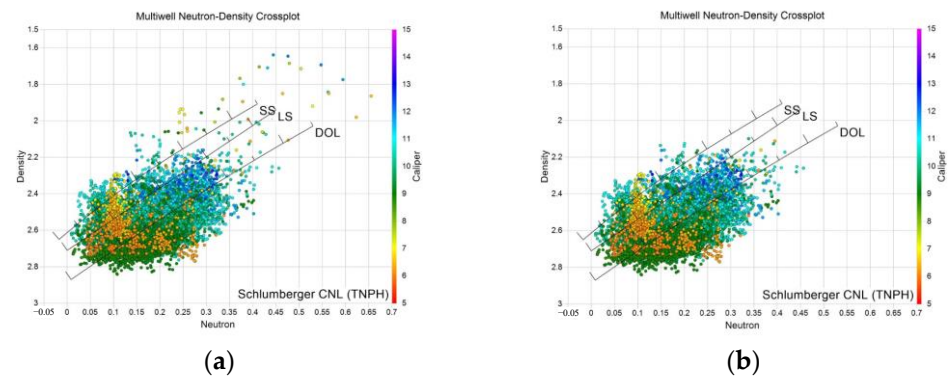 Multiwell Neutron-Density Crossplot
1.5
1.6
1.8
2
2.2
2.4
2.6
2.8
3
Density
SS
LS
DOL
Schlumberger CNL (TNPH)
−0.05 0 0.05 0.1 0.15 0.2 0.25 0.3 0.35 0.4 0.45 0.5 0.55 0.6 0.65 0.7
Neutron
15
14
13
12
11
10
9
8
7
6
5
Caliper
(a)
Multiwell Neutron-Density Crossplot
1.5
1.6
1.8
2
2.2
2.4
2.6
2.8
3
Density
SS
LS
DOL
Schlumberger CNL (TNPH)
−0.05 0 0.05 0.1 0.15 0.2 0.25 0.3 0.35 0.4 0.45 0.5 0.55 0.6 0.65 0.7
Neutron
15
14
13
12
11
10
9
8
7
6
5
Caliper
(b)